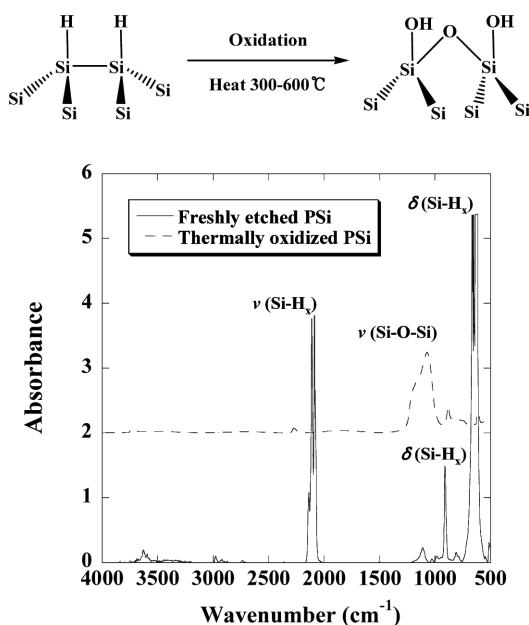 H H
Oxidation
Si Si
Heat 300-600℃
Si Si
Si Si
OH O OH
Si Si
Si Si
Si Si
6
5
4
3
2
1
0
Absorbance
Freshly etched PSi
Thermally oxidized PSi
δ (Si-Hx)
ν (Si-Hx)
ν (Si-O-Si)
δ (Si-Hx)
4000 3500 3000 2500 2000 1500 1000 500
Wavenumber (cm⁻¹)